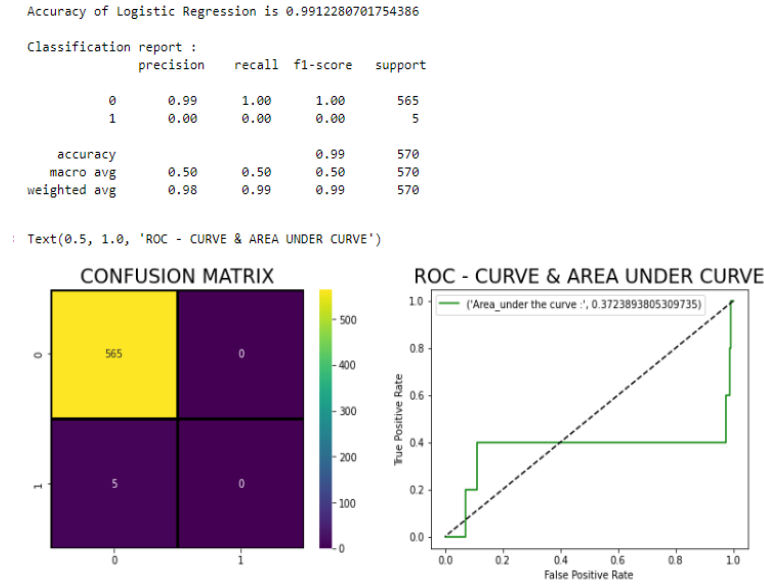 Accuracy of Logistic Regression is 0.9912280701754386
Classification report :
precision recall f1-score support
0 0.99 1.00 1.00 565
1 0.00 0.00 0.00 5
accuracy 0.99 570
macro avg 0.50 0.50 0.50 570
weighted avg 0.98 0.99 0.99 570
Text(0.5, 1.0, 'ROC - CURVE & AREA UNDER CURVE')
CONFUSION MATRIX
0
1
565 0
5 0
0 1
500
400
300
200
100
0
ROC - CURVE & AREA UNDER CURVE
('Area_under the curve :', 0.3723893805309735)
True Positive Rate
1.0
0.8
0.6
0.4
0.2
0.0
0.0 0.2 0.4 0.6 0.8 1.0
False Positive Rate